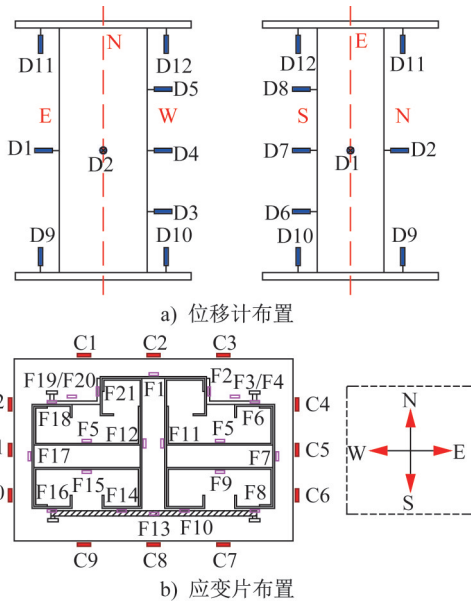 N
E
D11
D12
D12
D11
D5
D8
E
W
S
N
D1
D2
D4
D7
D1
D2
D3
D6
D9
D10
D10
D9
a) 位移计布置
C1
C2
C3
F19/F20
F21
F1
F2
F3/F4
2
F18
F6
C4
F5
F12
F11
F5
1
F17
F7
C5
F15
F9
0
F16
F14
F8
C6
F13
F10
C9
C8
C7
N
W
E
S
b) 应变片布置